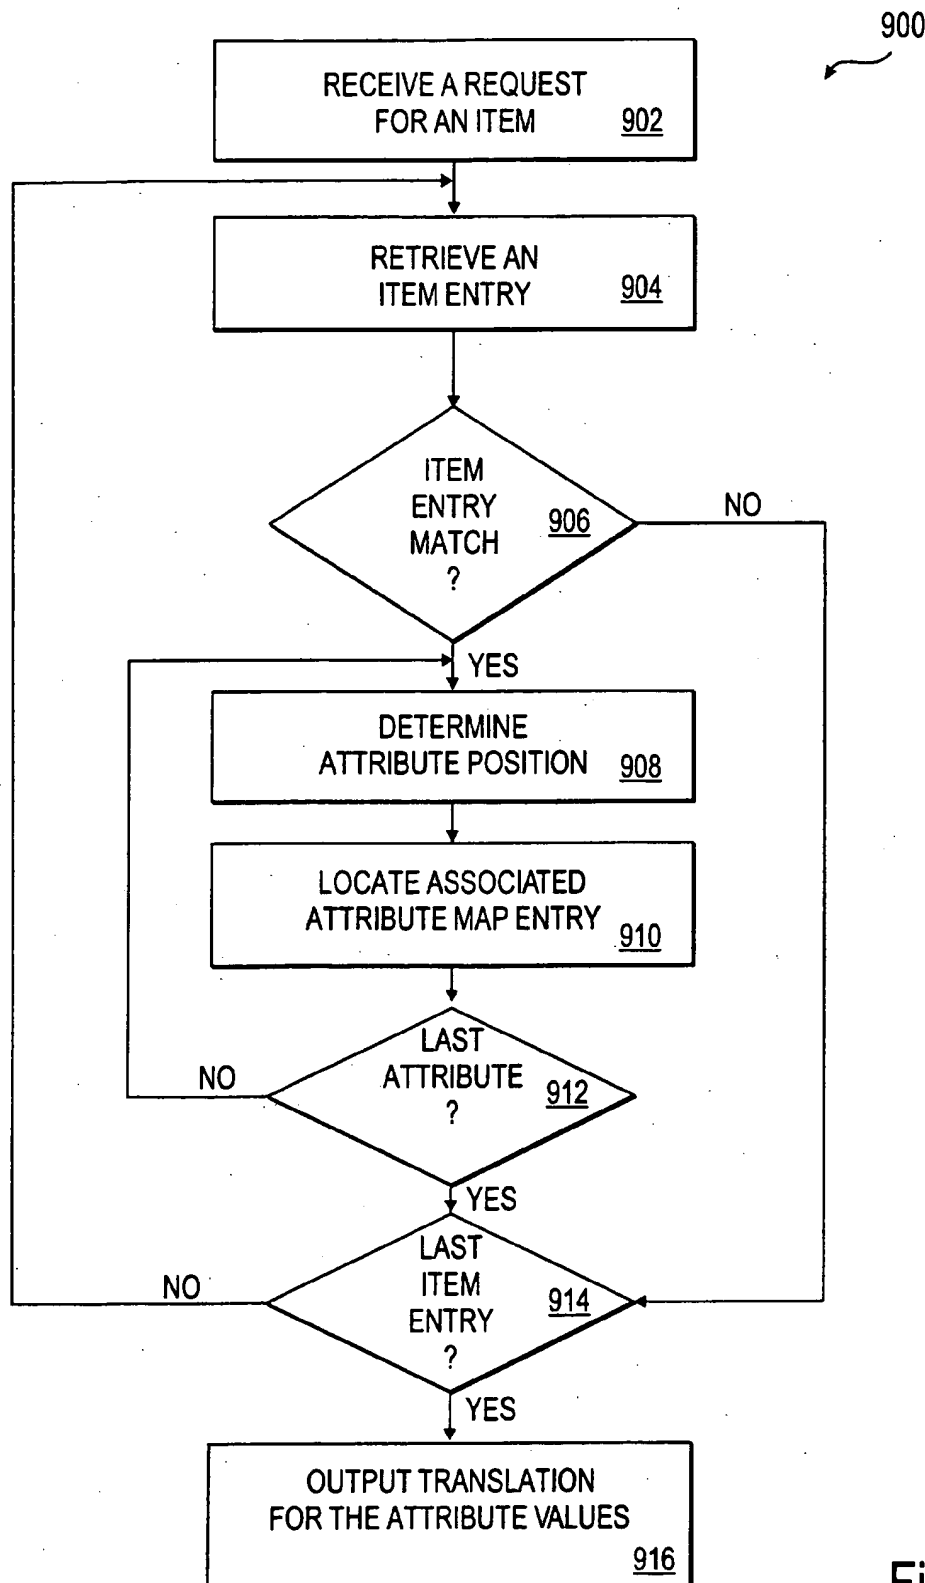 900
RECEIVE A REQUEST
FOR AN ITEM 902
RETRIEVE AN
ITEM ENTRY 904
ITEM
ENTRY
MATCH
?
906
NO
YES
DETERMINE
ATTRIBUTE POSITION 908
LOCATE ASSOCIATED
ATTRIBUTE MAP ENTRY 910
LAST
ATTRIBUTE
?
912
NO
YES
LAST
ITEM
ENTRY
?
914
NO
YES
OUTPUT TRANSLATION
FOR THE ATTRIBUTE VALUES
916